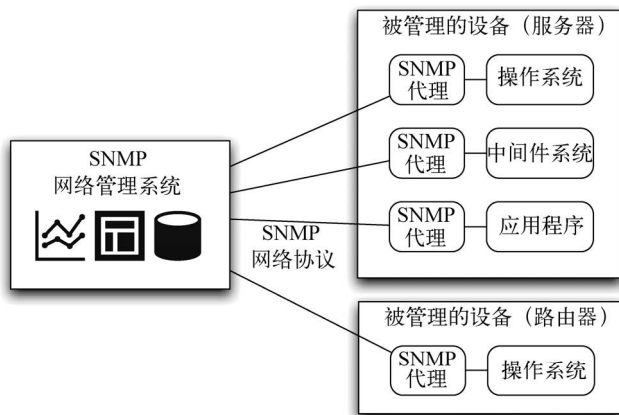 被管理的设备（服务器）
SNMP
代理
操作系统
SNMP
代理
中间件系统
SNMP
代理
应用程序
SNMP
网络管理系统
SNMP
网络协议
被管理的设备（路由器）
SNMP
代理
操作系统